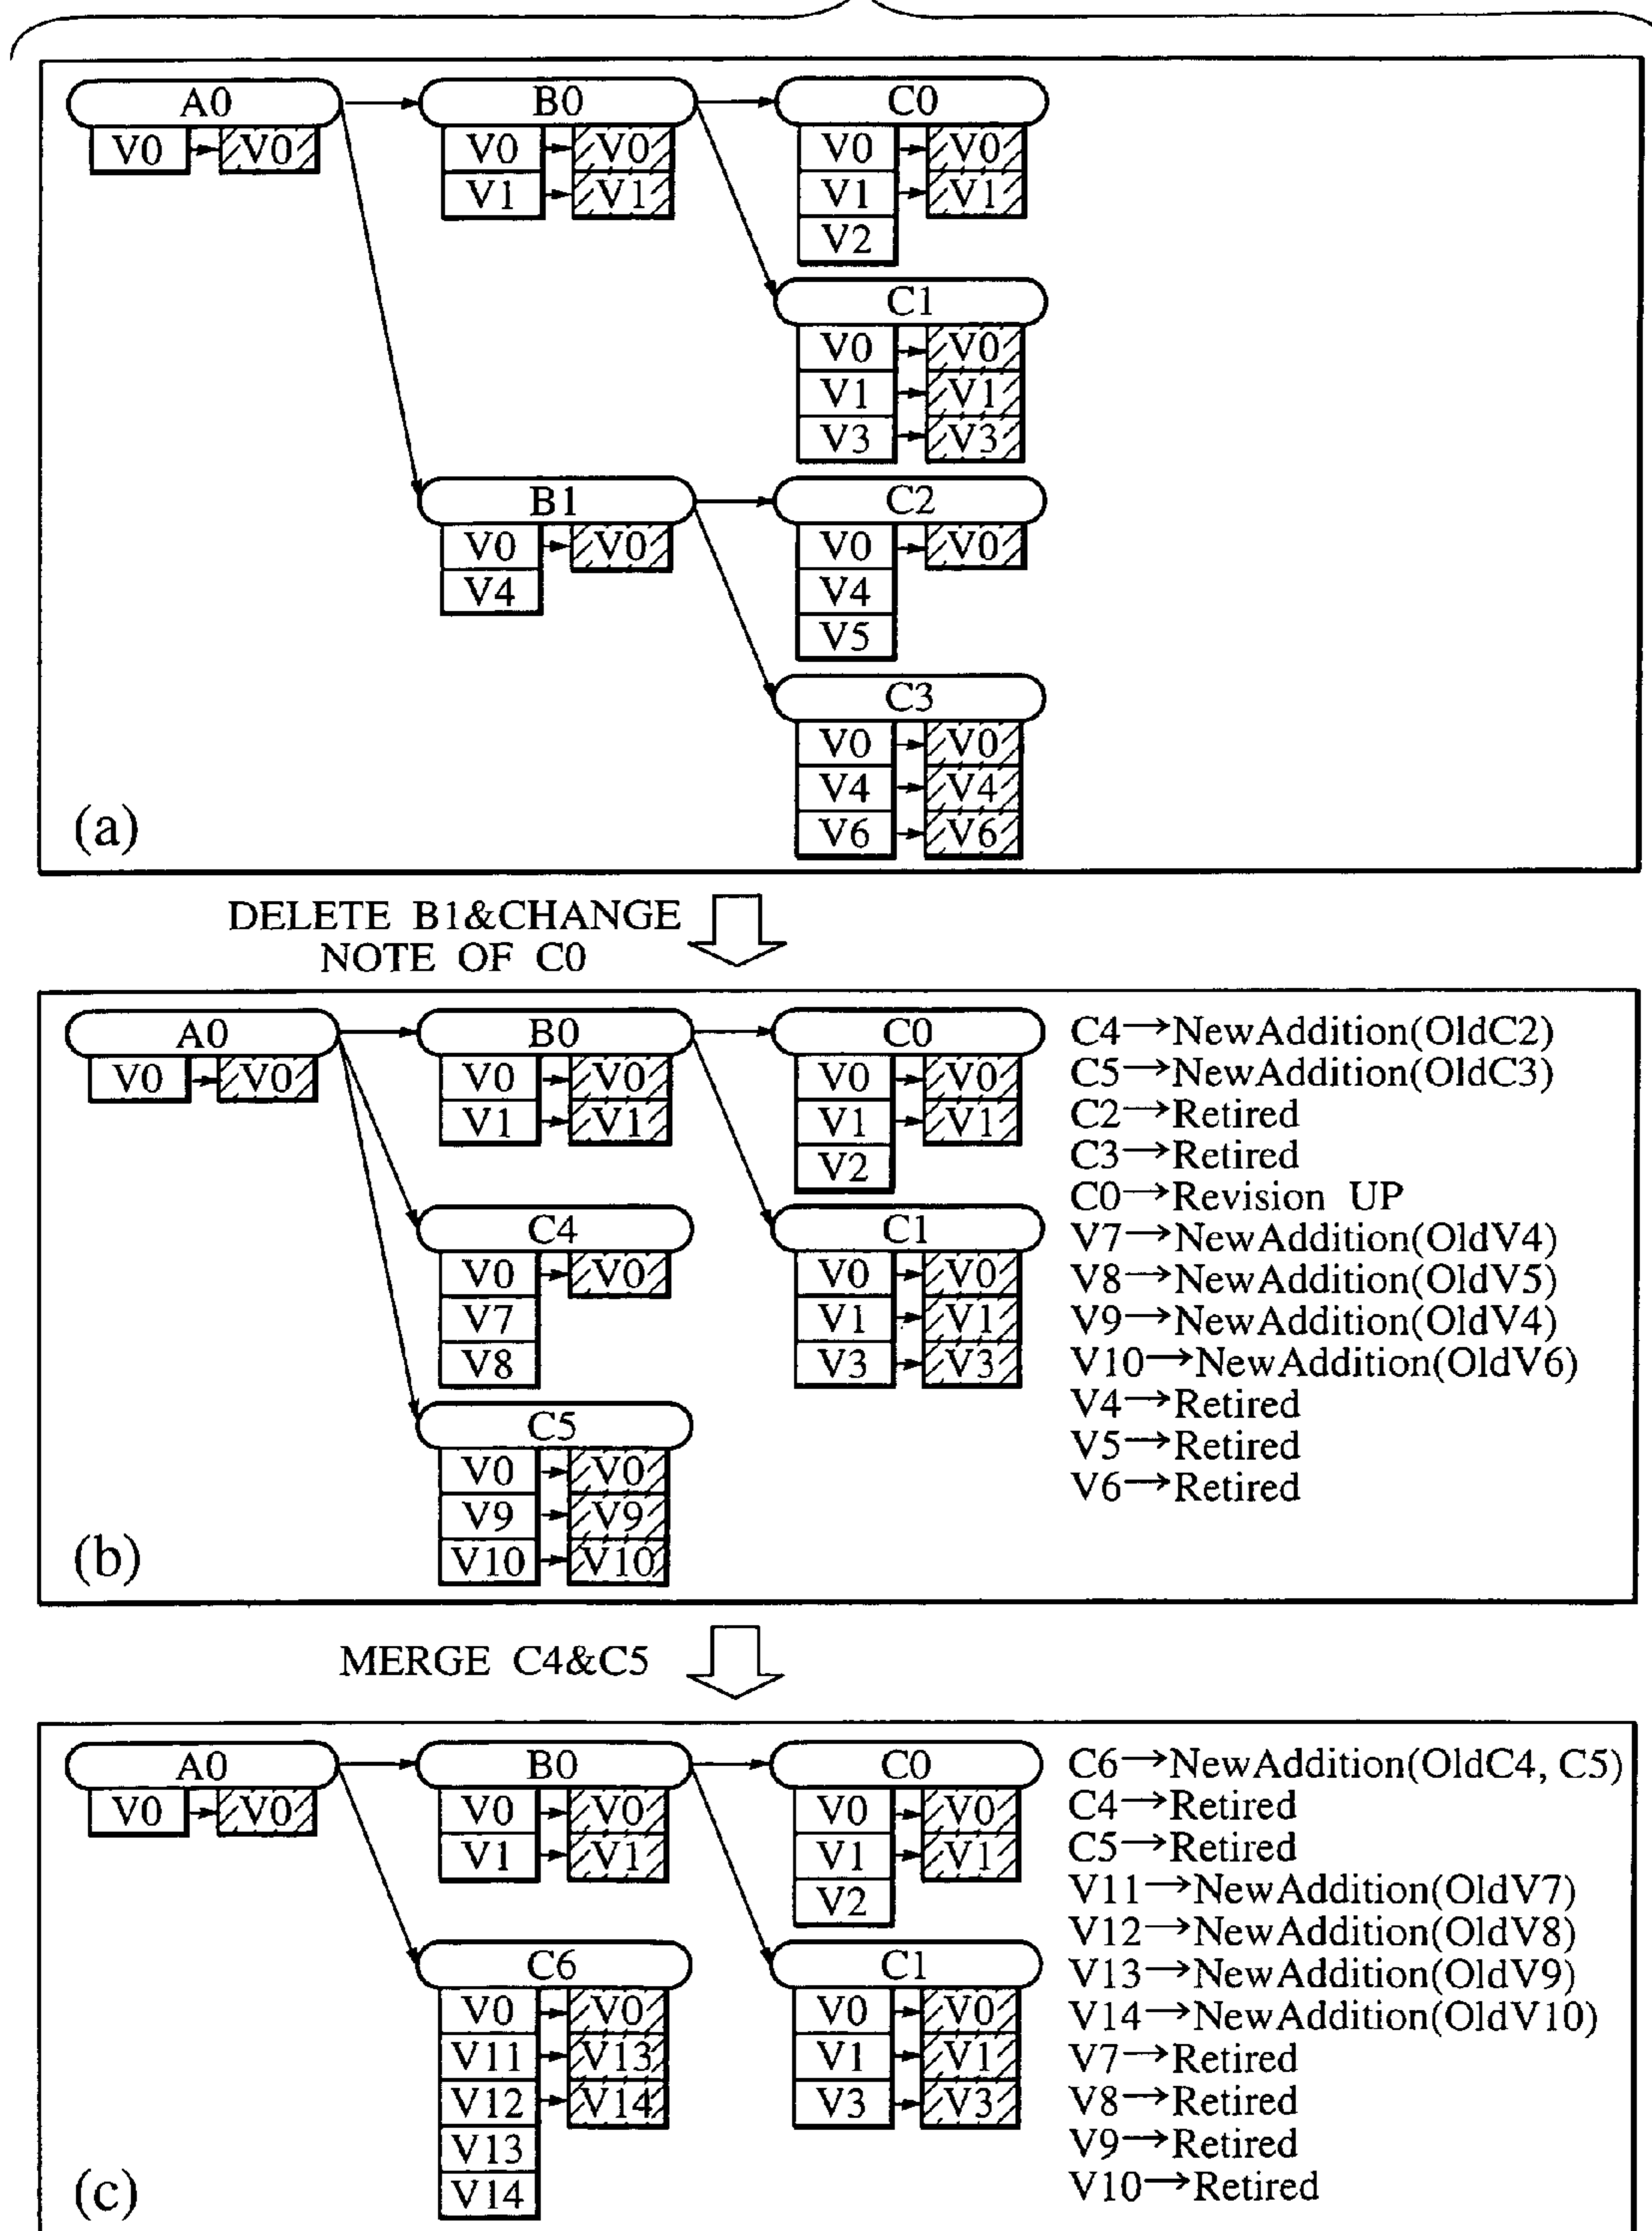 A0 B0 C0
V0 V0 V0 V0 V0 V0
V1 V1 V1 V1
V2
C1
V0 V0
V1 V1
V3 V3
B1 C2
V0 V0 V0 V0
V4 V4
V5
C3
V0 V0
V4 V4
V6 V6
(a)
DELETE B1&CHANGE
NOTE OF C0
A0 B0 C0
V0 V0 V0 V0 V0 V0
V1 V1 V1 V1
V2
C4 C1
V0 V0 V0 V0
V7 V1 V1
V8 V3 V3
C5
V0 V0
V9 V9
V10 V10
(b)
C4→NewAddition(OldC2)
C5→NewAddition(OldC3)
C2→Retired
C3→Retired
C0→Revision UP
V7→NewAddition(OldV4)
V8→NewAddition(OldV5)
V9→NewAddition(OldV4)
V10→NewAddition(OldV6)
V4→Retired
V5→Retired
V6→Retired
MERGE C4&C5
A0 B0 C0
V0 V0 V0 V0 V0 V0
V1 V1 V1 V1
V2
C6 C1
V0 V0 V0 V0
V11 V13 V1 V1
V12 V14 V3 V3
V13
V14
(c)
C6→NewAddition(OldC4, C5)
C4→Retired
C5→Retired
V11→NewAddition(OldV7)
V12→NewAddition(OldV8)
V13→NewAddition(OldV9)
V14→NewAddition(OldV10)
V7→Retired
V8→Retired
V9→Retired
V10→Retired